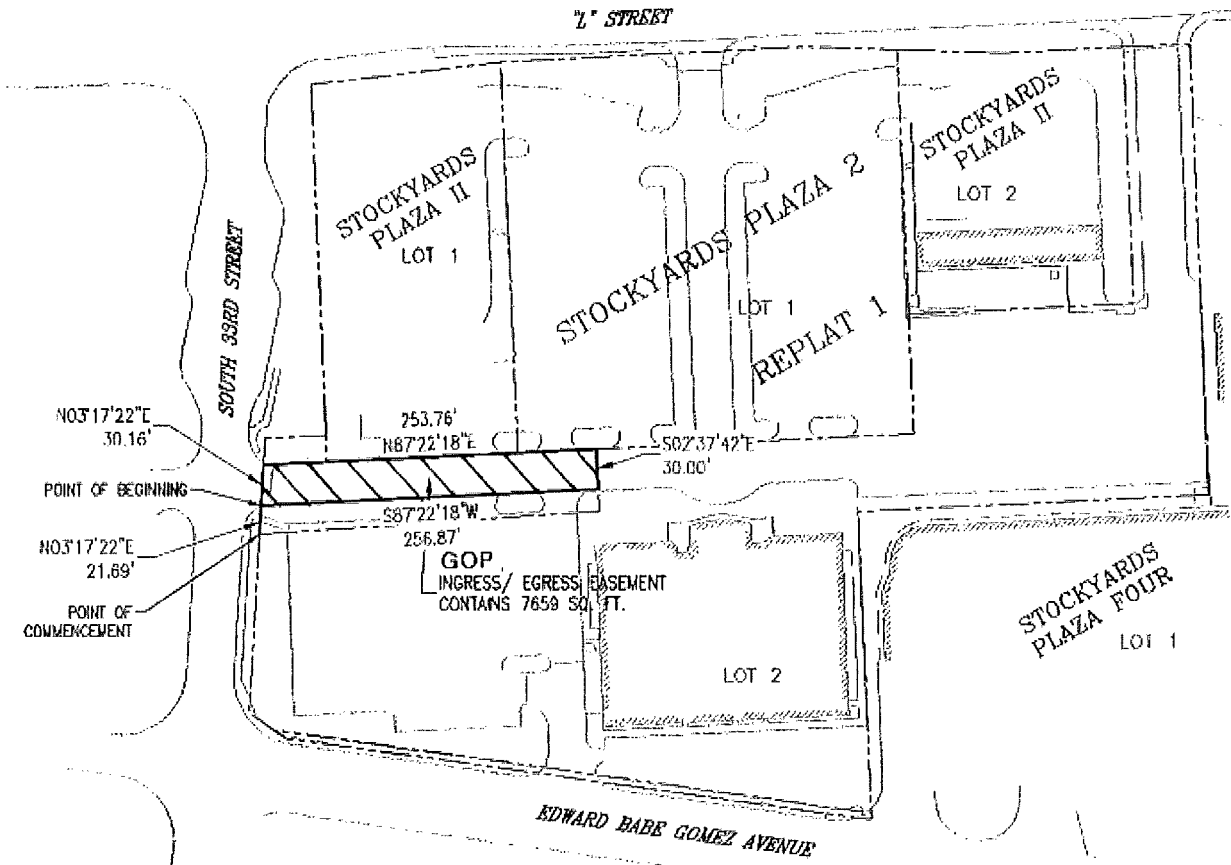 "L" STREET
STOCKYARDS
PLAZA II
LOT 1
STOCKYARDS PLAZA 2
LOT 1
REPLAT 1
STOCKYARDS
PLAZA II
LOT 2
SOUTH 33RD STREET
N03°17'22"E
30.16'
253.76'
N87°22'18"E
S02°37'42"E
30.00'
POINT OF BEGINNING
S87°22'18"W
256.87'
N03°17'22"E
21.69'
GOP
INGRESS/ EGRESS EASEMENT
CONTAINS 7659 SQ. FT.
POINT OF
COMMENCEMENT
STOCKYARDS
PLAZA FOUR
LOT 1
LOT 2
EDWARD BABE GOMEZ AVENUE